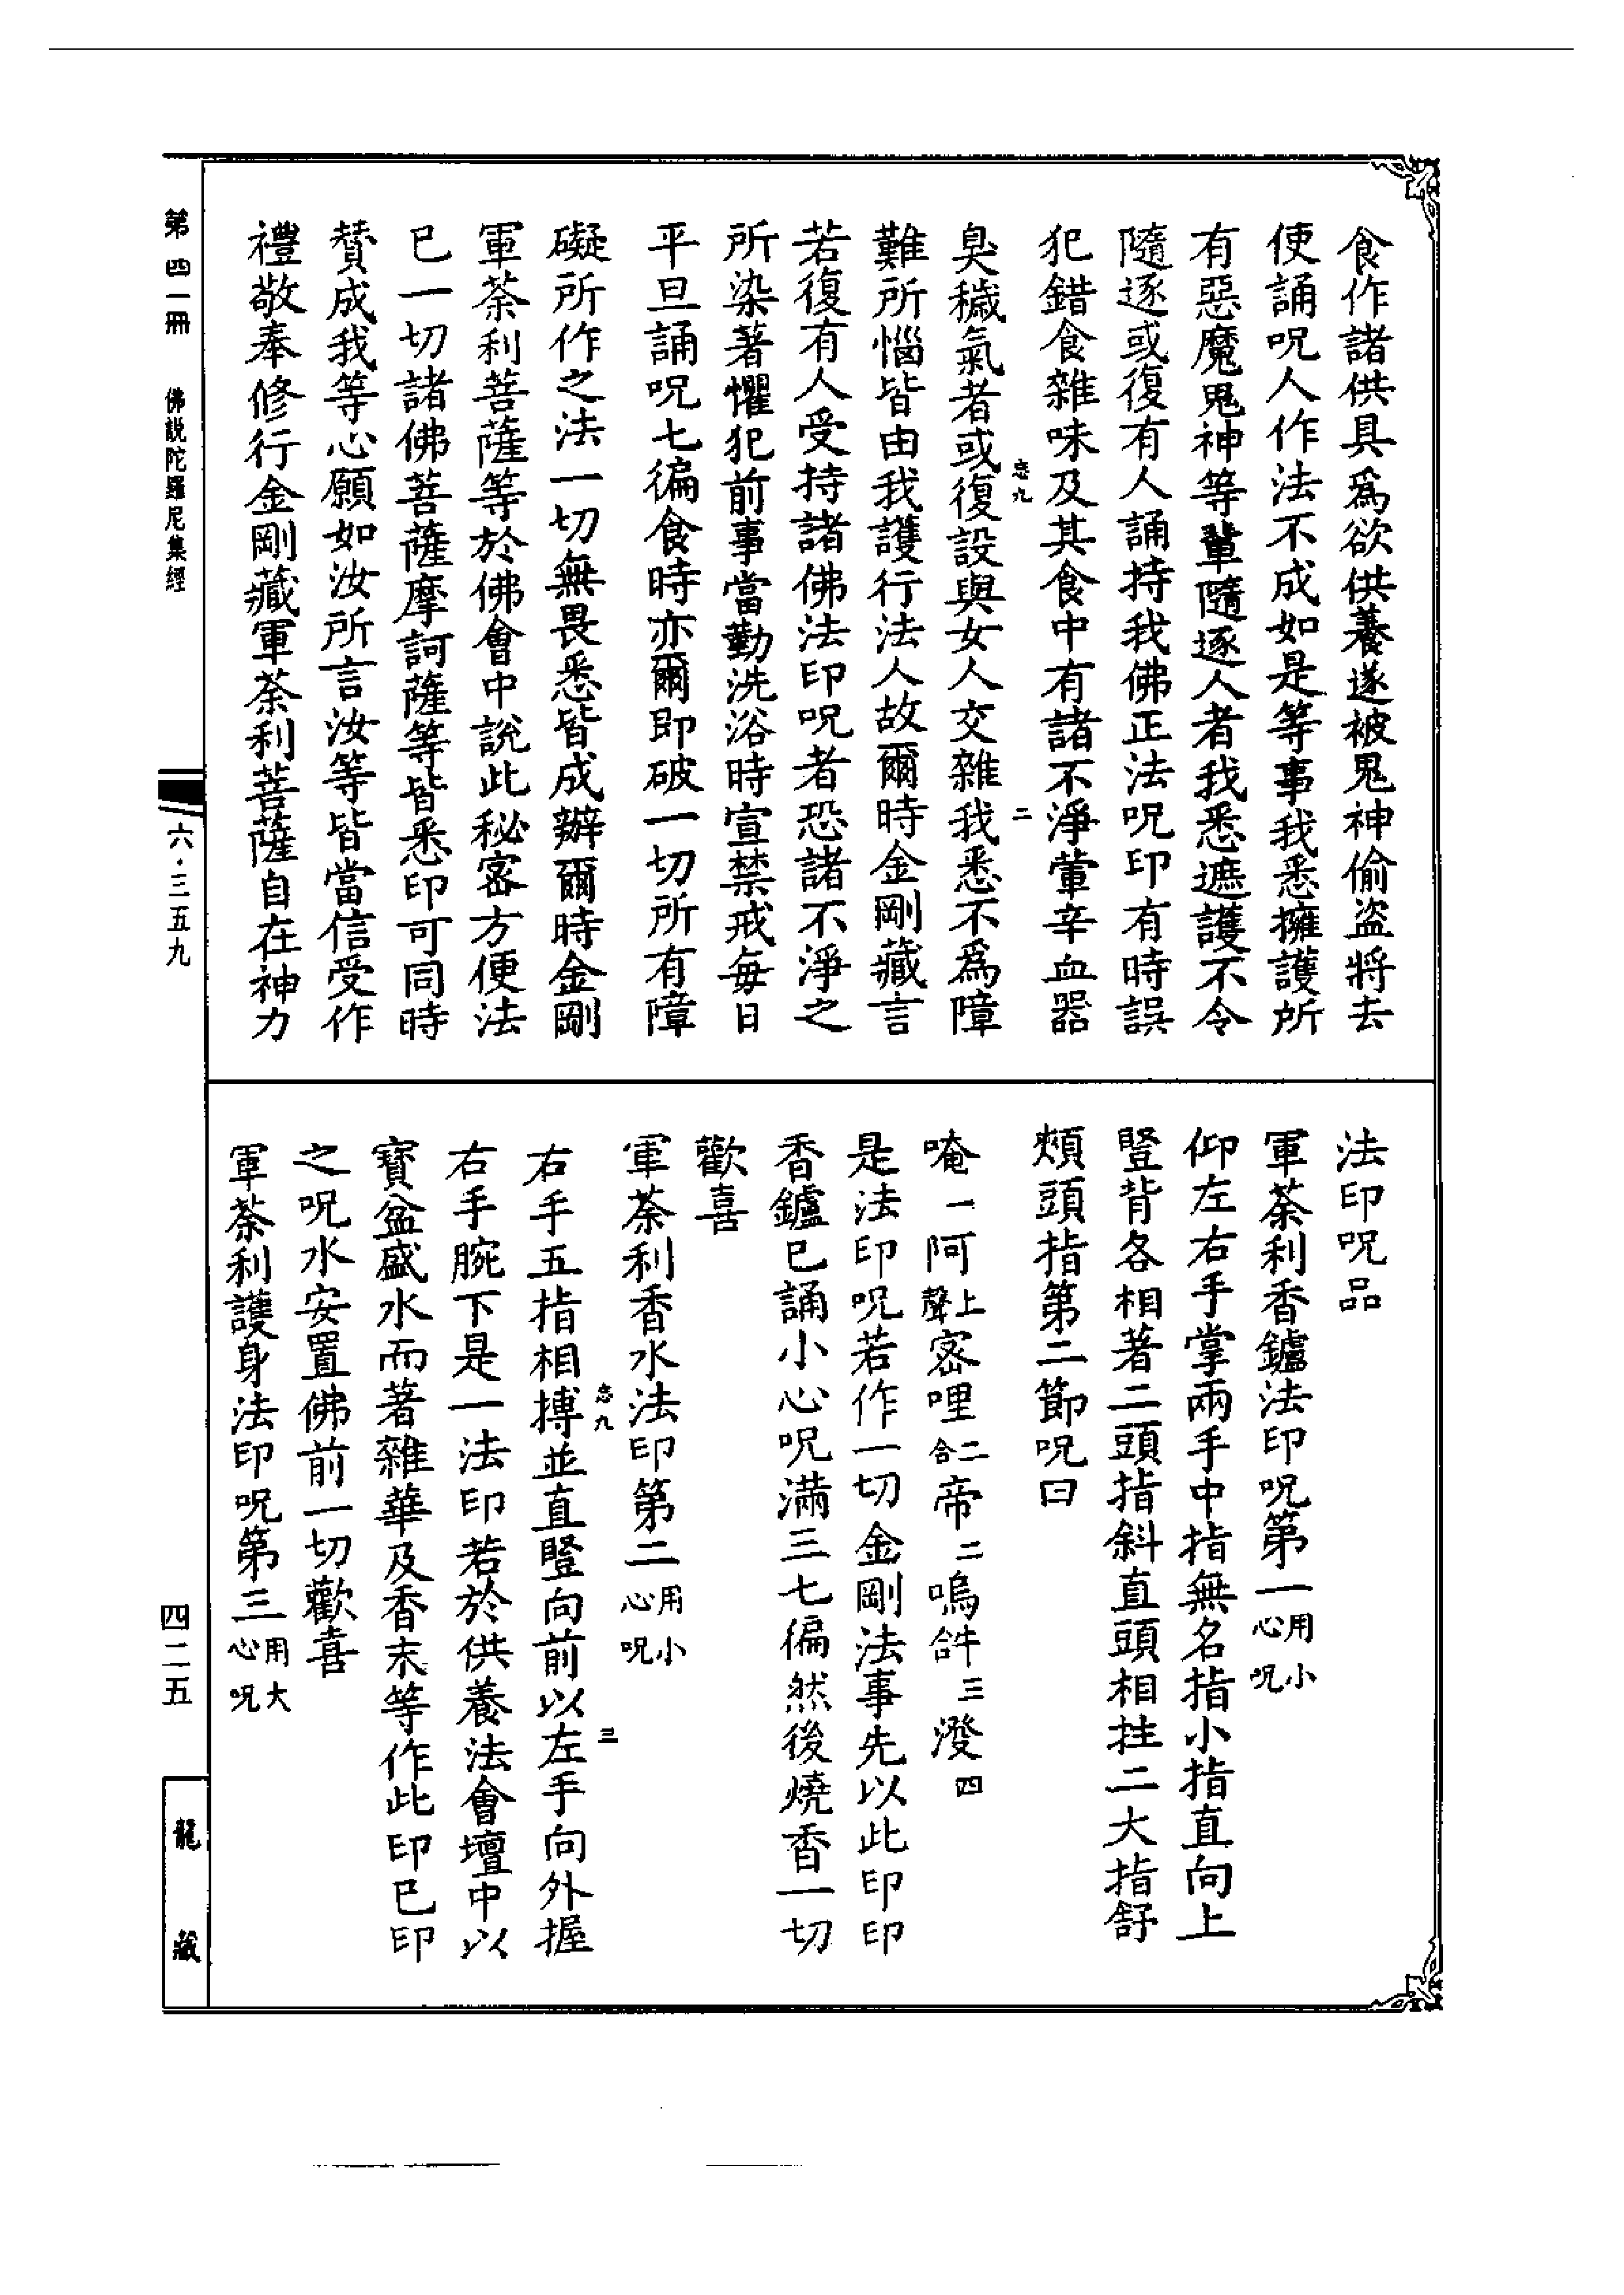 食作諸供具爲欲供養遂被鬼神偷盗將去
使誦呪人作法不成如是等事我悉擁護所
有惡魔鬼神等輩隨逐人者我悉遮護不令
隨逐或復有人誦持我佛正法呪印有時誤
犯錯食雜味及其食中有諸不淨葷辛血器
忘九 二
臭穢氣者或復設與女人交雜我悉不爲障
難所惱皆由我護行法人故爾時金剛藏言
若復有人受持諸佛法印呪者恐諸不淨之
所染著懼犯前事當勤洗浴時宣禁戒每日
平旦誦呪七徧食時亦爾即破一切所有障
礙所作之法一切無畏悉皆成辦爾時金剛
軍荼利菩薩等於佛會中說此秘密方便法
已一切諸佛菩薩摩訶薩等皆悉印可同時
賛成我等心願如汝所言汝等皆當信受作
禮敬奉修行金剛藏軍荼利菩薩自在神力
法印呪品
軍荼利香鑪法印呪第一用小心呪
仰左右手掌兩手中指無名指小指直向上
豎背各相著二頭指斜直頭相拄二大指舒
頰頭指第二節呪曰
唵一阿上聲密哩二合帝二嗚𤙖三癹四
是法印呪若作一切金剛法事先以此印印
香鑪已誦小心呪滿三七徧然後燒香一切
歡喜
軍荼利香水法印第二用小心呪
忘九 三
右手五指相搏並直豎向前以左手向外握
右手腕下是一法印若於供養法會壇中以
寶盆盛水而著雜華及香末等作此印已印
之呪水安置佛前一切歡喜
軍荼利護身法印呪第三用大心呪
第四一冊 佛説陀羅尼集經
六·三五九
四二五
龍藏